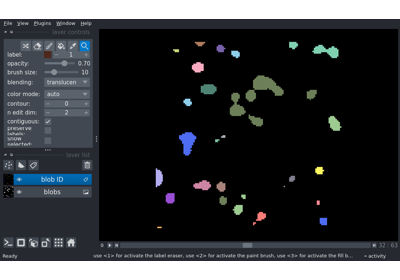 File View Plugins Window Help
layer controls
label: 1
opacity: 0.70
brush size: 10
blending: translucen
color mode: auto
contour: 0
n edit dim: 2
contiguous:
preserve labels:
show selected:
layer list
blob ID
blobs
32 63
Ready use <1> for activate the label eraser, use <2> for activate the paint brush, use <3> for activate the fill b... activity